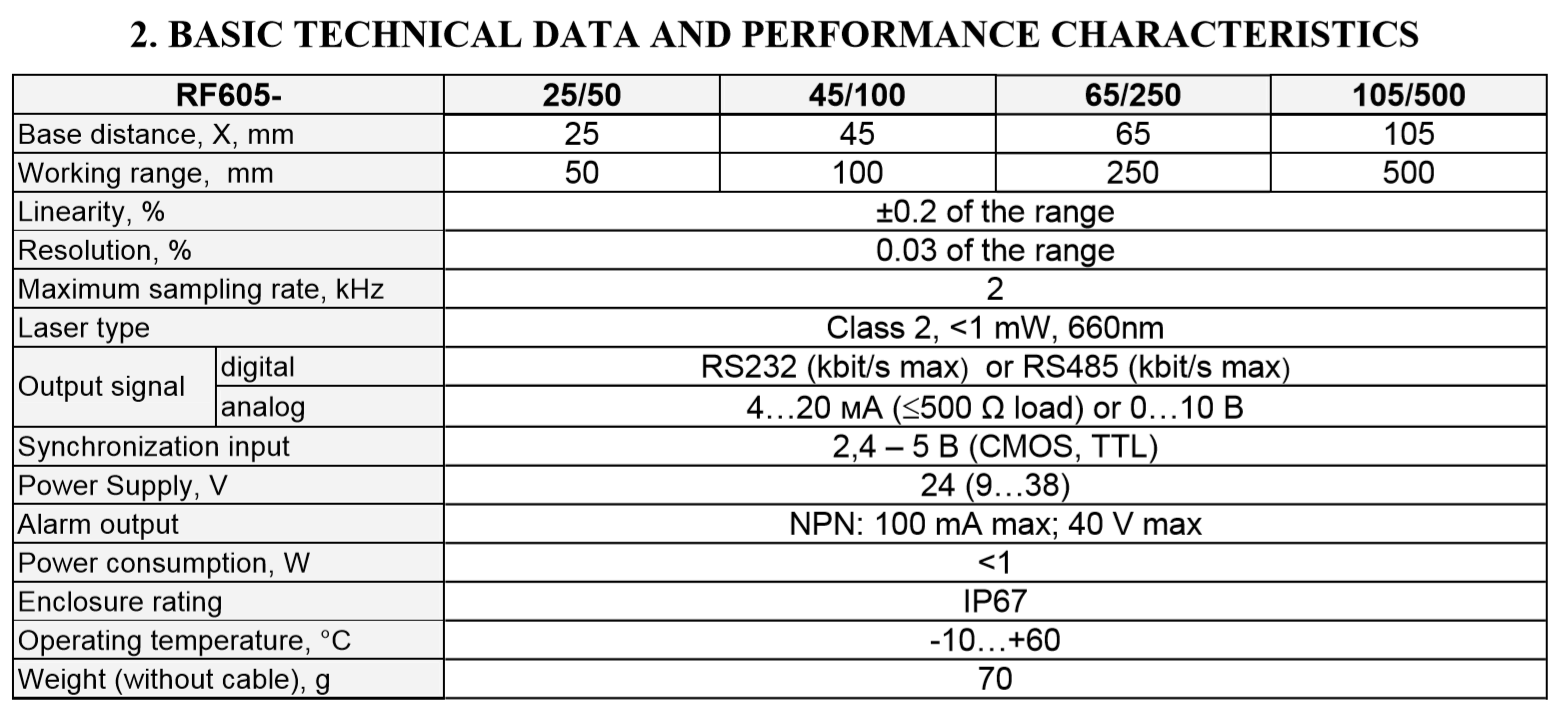 2. BASIC TECHNICAL DATA AND PERFORMANCE CHARACTERISTICS
RF605- 25/50 45/100 65/250 105/500
Base distance, X, mm 25 45 65 105
Working range, mm 50 100 250 500
Linearity, % ±0.2 of the range
Resolution, % 0.03 of the range
Maximum sampling rate, kHz 2
Laser type Class 2, <1 mW, 660nm
Output signal digital RS232 (kbit/s max) or RS485 (kbit/s max)
analog 4…20 мА (≤500 Ω load) or 0…10 В
Synchronization input 2,4 – 5 В (CMOS, TTL)
Power Supply, V 24 (9…38)
Alarm output NPN: 100 mA max; 40 V max
Power consumption, W <1
Enclosure rating IP67
Operating temperature, °C -10…+60
Weight (without cable), g 70